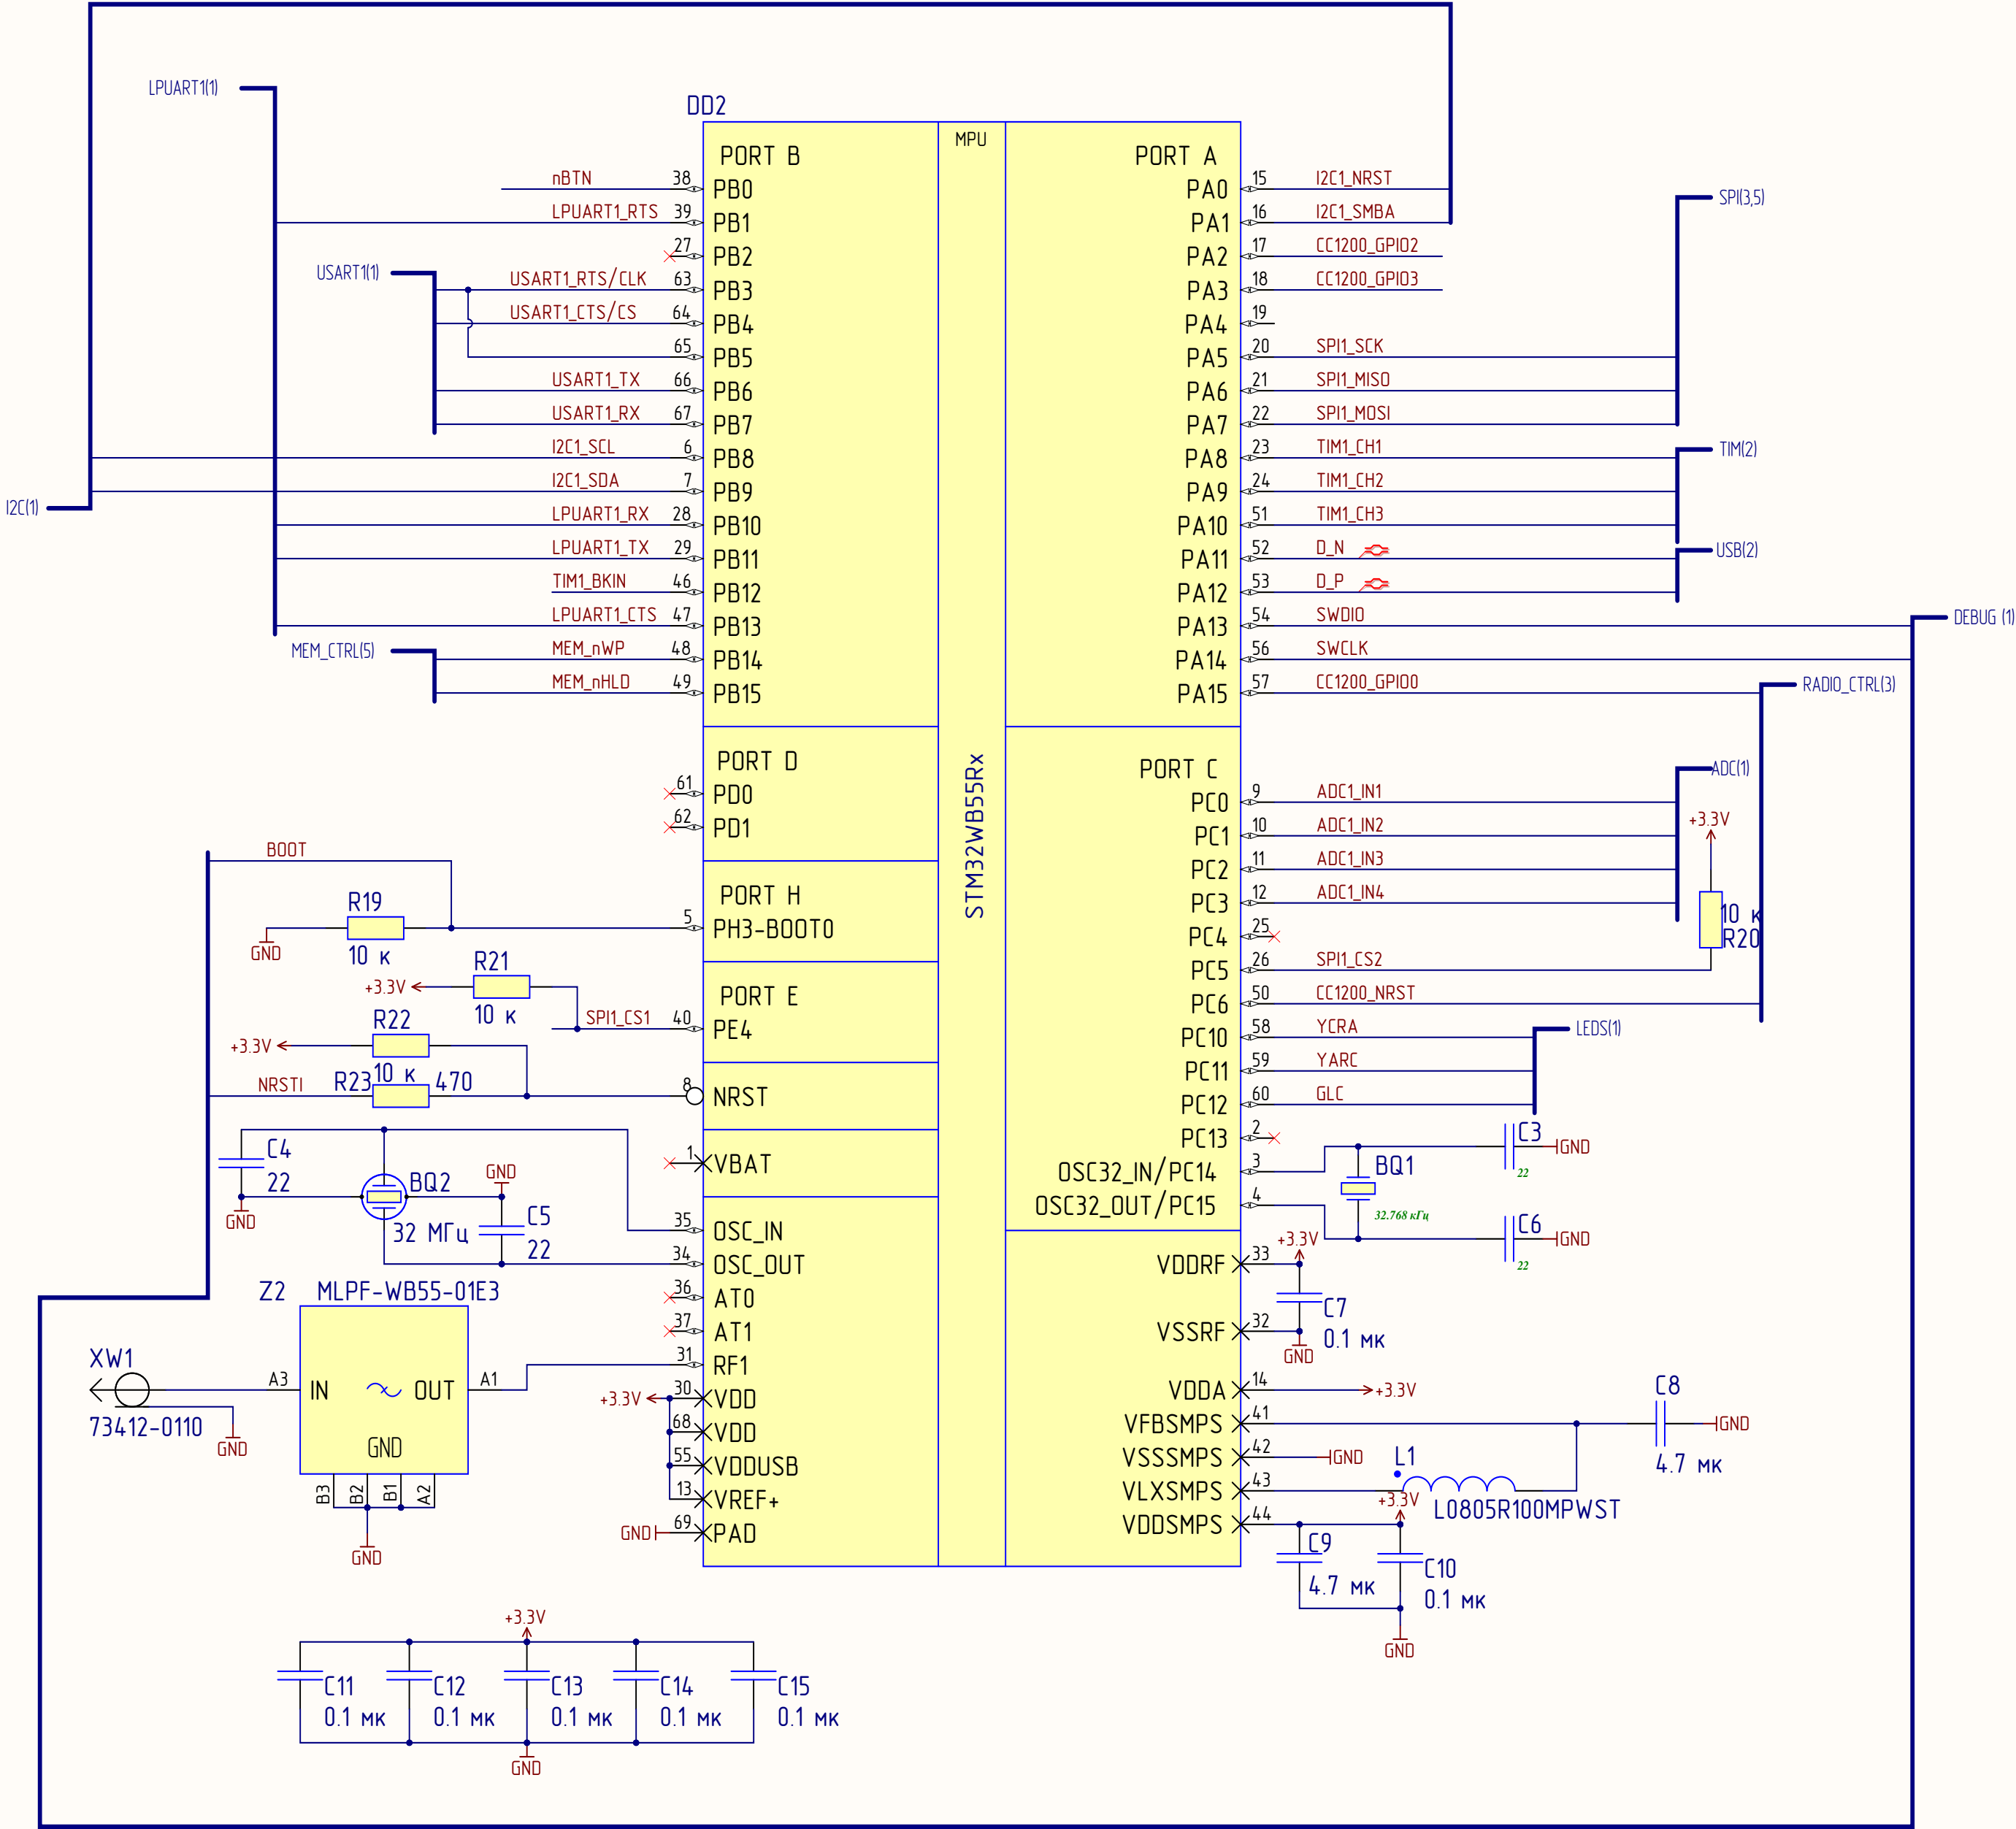 LPUART1(1)
DD2
MPU
PORT B
PORT A
nBTN 38 PB0
PA0 15 I2C1_NRST
SPI(3,5)
LPUART1_RTS 39 PB1
PA1 16 I2C1_SMBA
27 PB2
PA2 17 CC1200_GPIO2
USART1(1)
USART1_RTS/CLK 63 PB3
PA3 18 CC1200_GPIO3
USART1_CTS/CS 64 PB4
PA4 19
65 PB5
PA5 20 SPI1_SCK
USART1_TX 66 PB6
PA6 21 SPI1_MISO
USART1_RX 67 PB7
PA7 22 SPI1_MOSI
I2C1_SCL 6 PB8
PA8 23 TIM1_CH1
TIM(2)
I2C1_SDA 7 PB9
PA9 24 TIM1_CH2
I2C(1)
LPUART1_RX 28 PB10
PA10 51 TIM1_CH3
LPUART1_TX 29 PB11
PA11 52 D_N
USB(2)
TIM1_BKIN 46 PB12
PA12 53 D_P
LPUART1_CTS 47 PB13
PA13 54 SWDIO
DEBUG (1)
MEM_CTRL(5)
MEM_nWP 48 PB14
PA14 56 SWCLK
MEM_nHLD 49 PB15
PA15 57 CC1200_GPIO0
RADIO_CTRL(3)
STM32WB55Rx
PORT D
PORT C
ADC(1)
61 PD0
PC0 9 ADC1_IN1
62 PD1
PC1 10 ADC1_IN2
+3.3V
BOOT
PC2 11 ADC1_IN3
PORT H
PC3 12 ADC1_IN4
R19
10 к
GND
5 PH3-BOOT0
PC4 25
10 к
R20
R21
+3.3V
10 к
PORT E
PC5 26 SPI1_CS2
SPI1_CS1 40 PE4
PC6 50 CC1200_NRST
R22
+3.3V
10 к
PC10 58 YCRA
LEDS(1)
PC11 59 YARC
NRSTI
R23
470
8 NRST
PC12 60 GLC
PC13 2
C3
GND
22
C4
22
GND
1 VBAT
OSC32_IN/PC14 3
BQ1
32.768 кГц
BQ2
32 МГц
GND
OSC32_OUT/PC15 4
C5
22
35 OSC_IN
C6
GND
22
34 OSC_OUT
VDDRF 33
+3.3V
Z2
MLPF-WB55-01E3
36 AT0
C7
0.1 мк
37 AT1
VSSRF 32
GND
XW1
73412-0110
GND
A3 IN OUT A1
GND
B3 B2 B1 A2
GND
31 RF1
+3.3V 30 VDD
VDDA 14 +3.3V
68 VDD
VFBSMPS 41
C8
GND
4.7 мк
55 VDDUSB
VSSSMPS 42 GND
13 VREF+
VLXSMPS 43
L1
L0805R100MPWST
GND 69 PAD
VDDSMPS 44
+3.3V
C9
4.7 мк
C10
0.1 мк
GND
+3.3V
C11 C12 C13 C14 C15
0.1 мк 0.1 мк 0.1 мк 0.1 мк 0.1 мк
GND